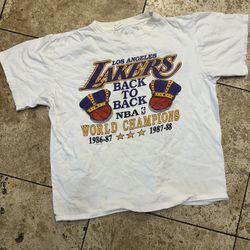 LOS ANGELES
LAKERS
BACK
TO
BACK
NBA
WORLD CHAMPIONS
1986-87 1987-88